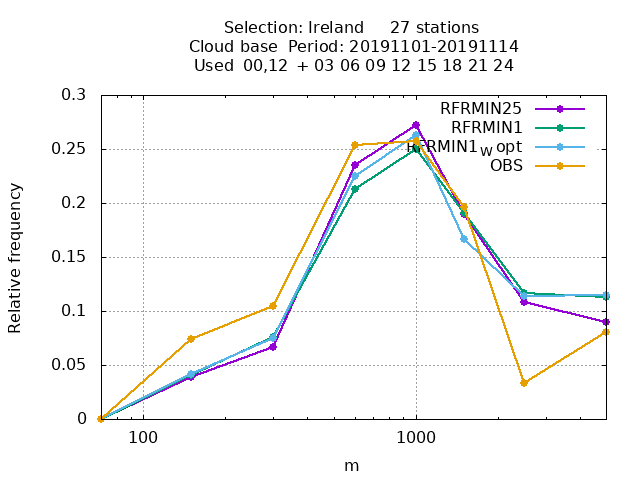 Selection: Ireland 27 stations
Cloud base Period: 20191101-20191114
Used 00,12 + 03 06 09 12 15 18 21 24
0.3
0.25
0.2
0.15
0.1
0.05
0
Relative frequency
100
1000
m
RFRMIN25
RFRMIN1
RFRMIN1w opt
OBS